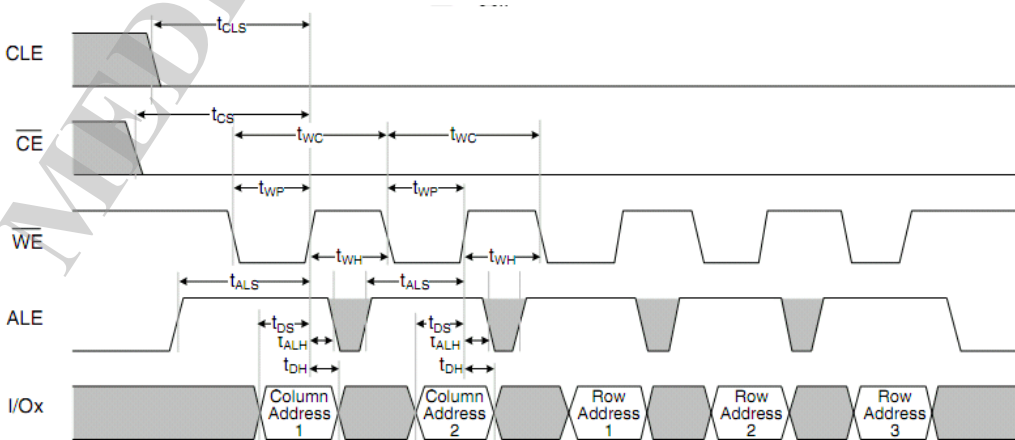 CLE
tCLS
tCS
CE
tWC
tWC
tWP
tWP
WE
tWH
tWH
tALS
tALS
ALE
tDS
tDS
tALH
tALH
tDH
tDH
I/Ox
Column
Address
1
Column
Address
2
Row
Address
1
Row
Address
2
Row
Address
3